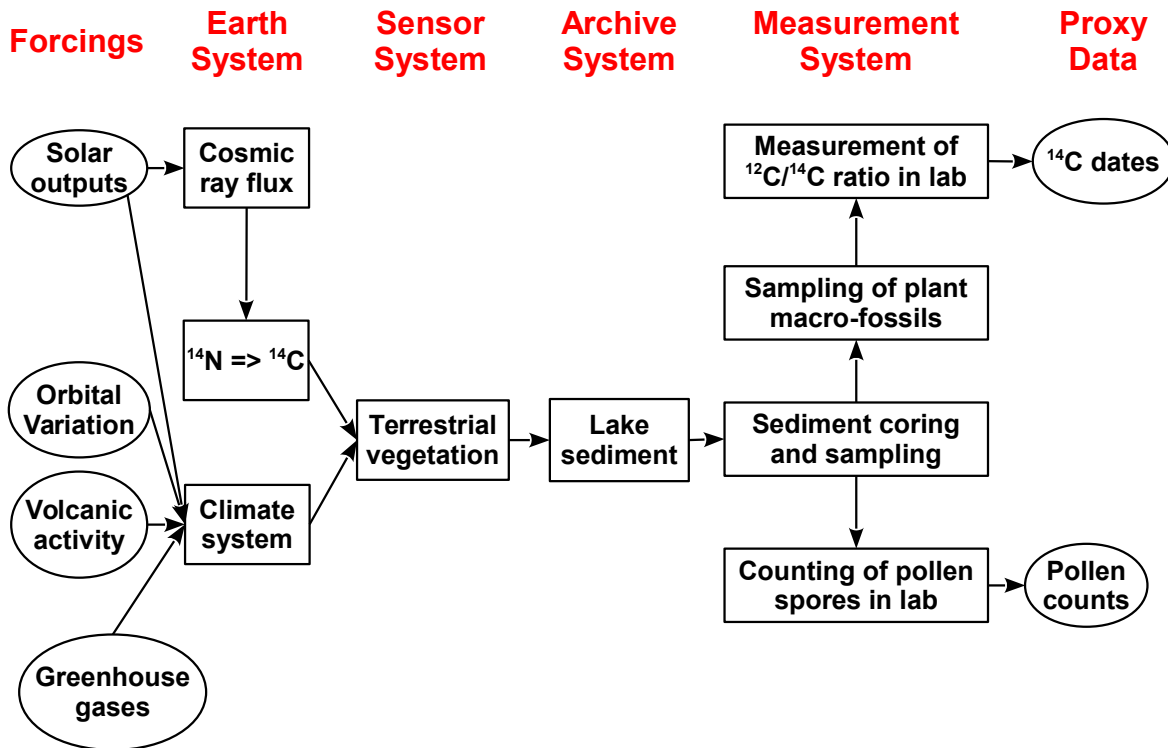 Forcings
Earth
System
Sensor
System
Archive
System
Measurement
System
Proxy
Data
Solar
outputs
Cosmic
ray flux
Measurement of
¹²C/¹⁴C ratio in lab
¹⁴C dates
Sampling of plant
macro-fossils
¹⁴N => ¹⁴C
Orbital
Variation
Terrestrial
vegetation
Lake
sediment
Sediment coring
and sampling
Volcanic
activity
Climate
system
Counting of pollen
spores in lab
Pollen
counts
Greenhouse
gases